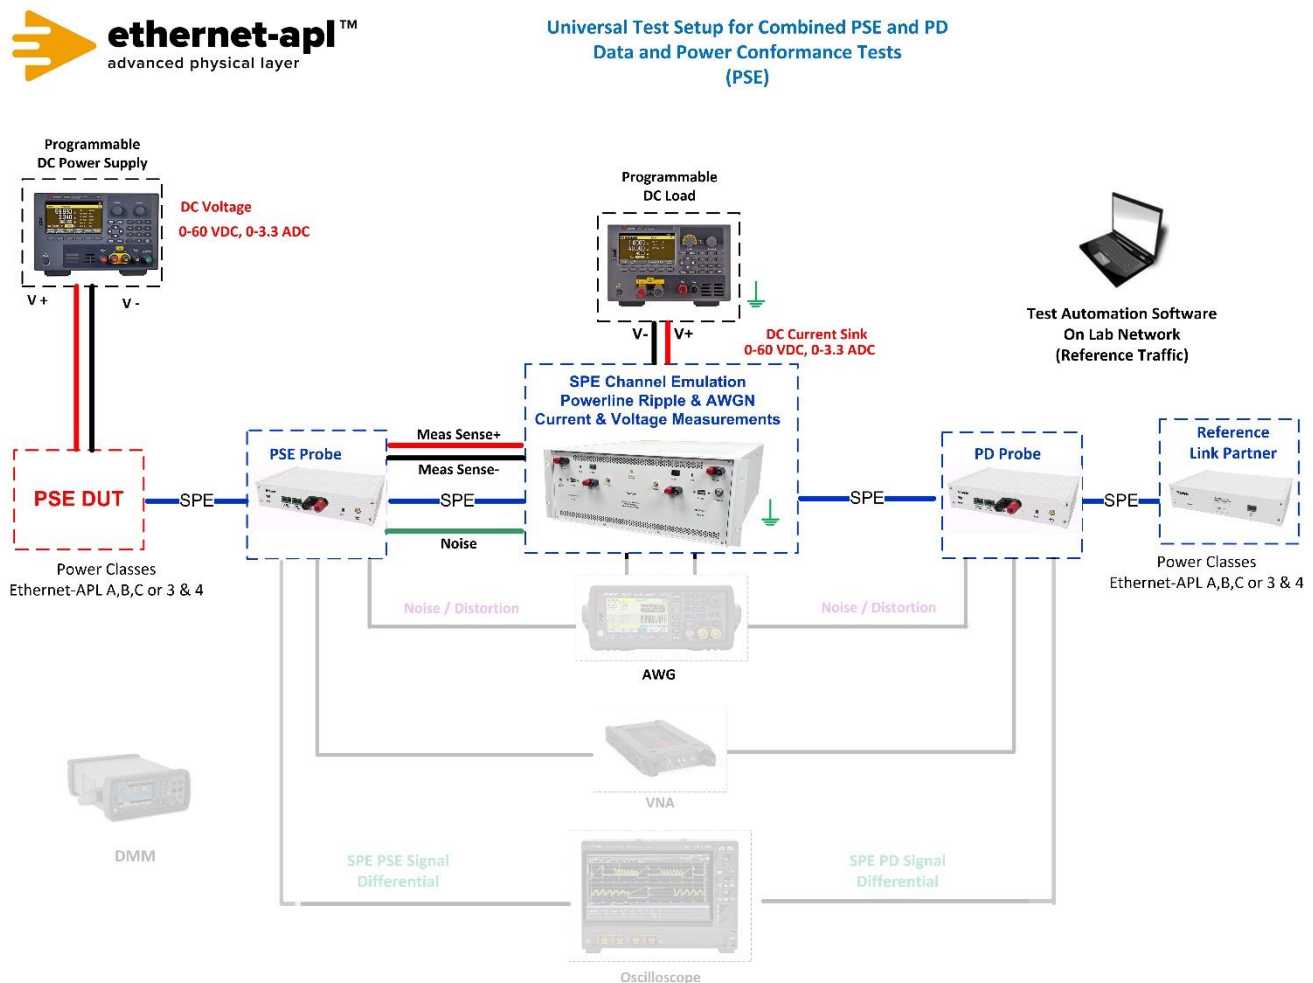 ethernet-apl™
advanced physical layer
Universal Test Setup for Combined PSE and PD
Data and Power Conformance Tests
(PSE)
Programmable
DC Power Supply
DC Voltage
0-60 VDC, 0-3.3 ADC
V +
V -
Programmable
DC Load
V-
V+
DC Current Sink
0-60 VDC, 0-3.3 ADC
Test Automation Software
On Lab Network
(Reference Traffic)
PSE DUT
SPE
Power Classes
Ethernet-APL A,B,C or 3 & 4
PSE Probe
Meas Sense+
Meas Sense-
SPE
Noise
SPE Channel Emulation
Powerline Ripple & AWGN
Current & Voltage Measurements
SPE
PD Probe
SPE
Reference
Link Partner
Power Classes
Ethernet-APL A,B,C or 3 & 4
Noise / Distortion
Noise / Distortion
AWG
VNA
DMM
SPE PSE Signal
Differential
SPE PD Signal
Differential
Oscilloscope